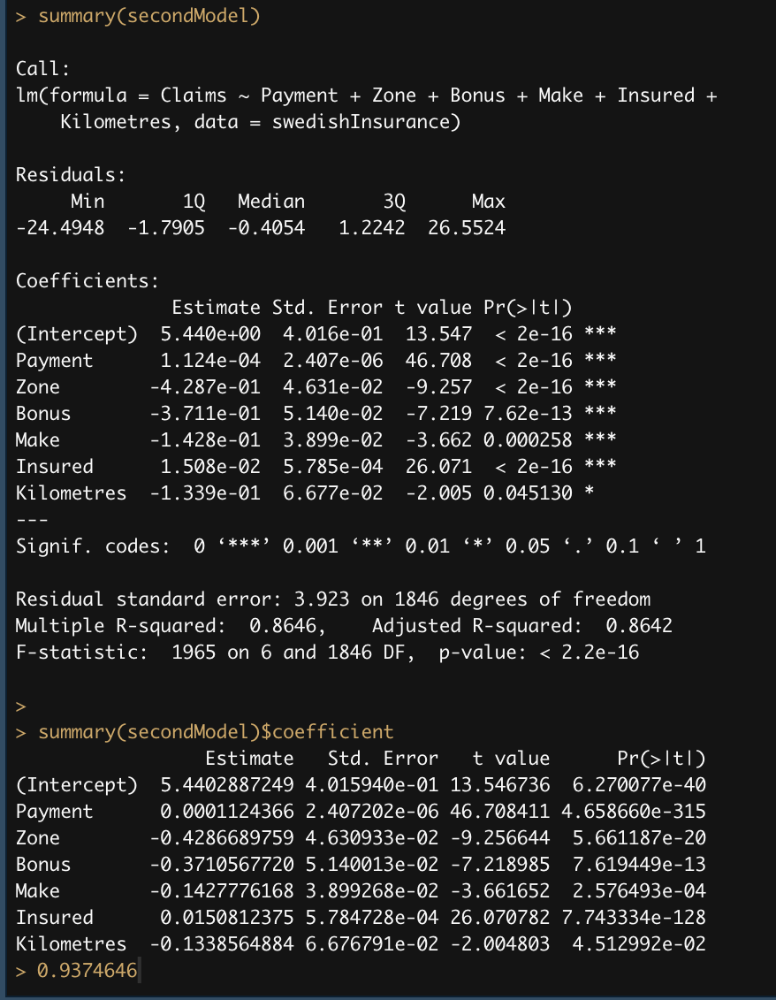 > summary(secondModel)
Call:
lm(formula = Claims ~ Payment + Zone + Bonus + Make + Insured +
    Kilometres, data = swedishInsurance)
Residuals:
     Min       1Q   Median       3Q      Max
-24.4948  -1.7905  -0.4054   1.2242  26.5524
Coefficients:
              Estimate Std. Error t value Pr(>|t|)
(Intercept)  5.440e+00  4.016e-01  13.547  < 2e-16 ***
Payment      1.124e-04  2.407e-06  46.708  < 2e-16 ***
Zone        -4.287e-01  4.631e-02  -9.257  < 2e-16 ***
Bonus       -3.711e-01  5.140e-02  -7.219 7.62e-13 ***
Make        -1.428e-01  3.899e-02  -3.662 0.000258 ***
Insured      1.508e-02  5.785e-04  26.071  < 2e-16 ***
Kilometres  -1.339e-01  6.677e-02  -2.005 0.045130 *
---
Signif. codes:  0 ‘***’ 0.001 ‘**’ 0.01 ‘*’ 0.05 ‘.’ 0.1 ‘ ’ 1
Residual standard error: 3.923 on 1846 degrees of freedom
Multiple R-squared:  0.8646,    Adjusted R-squared:  0.8642
F-statistic:  1965 on 6 and 1846 DF,  p-value: < 2.2e-16
>
> summary(secondModel)$coefficient
                 Estimate   Std. Error   t value      Pr(>|t|)
(Intercept)  5.4402887249 4.015940e-01 13.546736  6.270077e-40
Payment      0.0001124366 2.407202e-06 46.708411 4.658660e-315
Zone        -0.4286689759 4.630933e-02 -9.256644  5.661187e-20
Bonus       -0.3710567720 5.140013e-02 -7.218985  7.619449e-13
Make        -0.1427776168 3.899268e-02 -3.661652  2.576493e-04
Insured      0.0150812375 5.784728e-04 26.070782 7.743334e-128
Kilometres  -0.1338564884 6.676791e-02 -2.004803  4.512992e-02
> 0.9374646